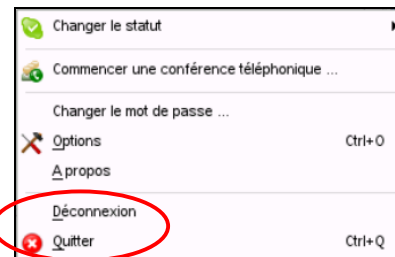 Changer le statut
Commencer une conférence téléphonique ...
Changer le mot de passe ...
Options Ctrl+O
A propos
Déconnexion
Quitter Ctrl+Q